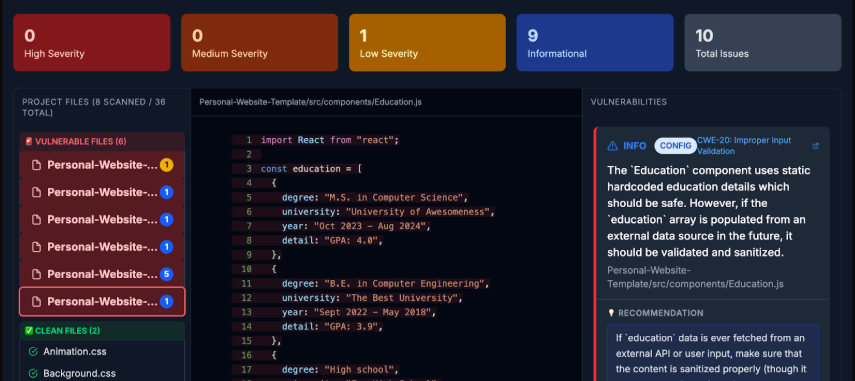 0
High Severity
0
Medium Severity
1
Low Severity
9
Informational
10
Total Issues
PROJECT FILES (8 SCANNED / 36
TOTAL)
VULNERABLE FILES (6)
Personal-Website-... 1
Personal-Website-... 1
Personal-Website-... 1
Personal-Website-... 1
Personal-Website-... 5
Personal-Website-... 1
CLEAN FILES (2)
Animation.css
Background.css
Personal-Website-Template/src/components/Education.js
1 import React from "react";
2
3 const education = [
4 {
5 degree: "M.S. in Computer Science",
6 university: "University of Awesomeness",
7 year: "Oct 2023 – Aug 2024",
8 detail: "GPA: 4.0",
9 },
10 {
11 degree: "B.E. in Computer Engineering",
12 university: "The Best University",
13 year: "Sept 2022 – May 2018",
14 detail: "GPA: 3.9",
15 },
16 {
17 degree: "High school",
VULNERABILITIES
INFO CONFIG CWE-20: Improper Input
Validation
The `Education` component uses static
hardcoded education details which
should be safe. However, if the
`education` array is populated from an
external data source in the future, it
should be validated and sanitized.
Personal-Website-
Template/src/components/Education.js
RECOMMENDATION
If `education` data is ever fetched from an
external API or user input, make sure that
the content is sanitized properly (though it